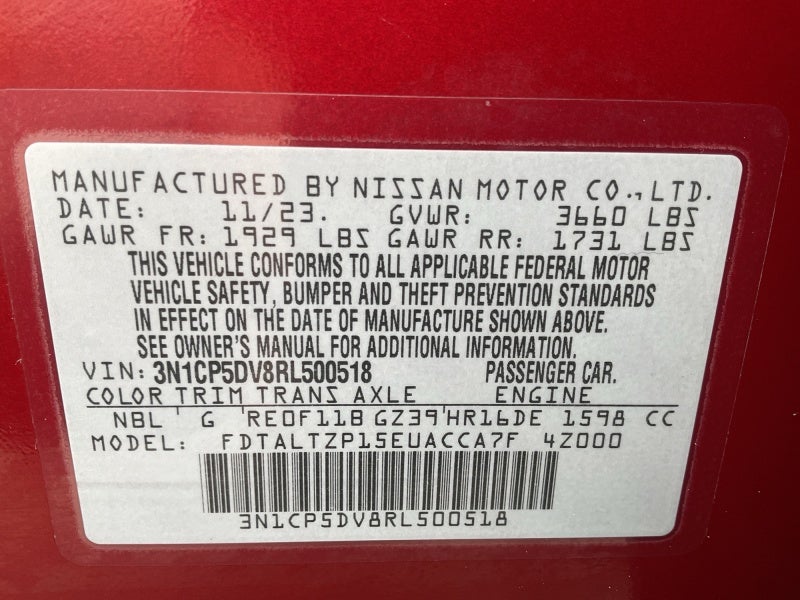 MANUFACTURED BY NISSAN MOTOR CO., LTD.
DATE: 11/23. GVWR: 3660 LBS
GAWR FR: 1929 LBS GAWR RR: 1731 LBS
THIS VEHICLE CONFORMS TO ALL APPLICABLE FEDERAL MOTOR
VEHICLE SAFETY, BUMPER AND THEFT PREVENTION STANDARDS
IN EFFECT ON THE DATE OF MANUFACTURE SHOWN ABOVE.
SEE OWNER'S MANUAL FOR ADDITIONAL INFORMATION.
VIN: 3N1CP5DV8RL500518 PASSENGER CAR.
COLOR TRIM TRANS AXLE ENGINE
NBL G RE0F11B GZ39 HR16DE 1598 CC
MODEL: FDTALTZP15EUACCA7F 4Z000
3N1CP5DV8RL500518